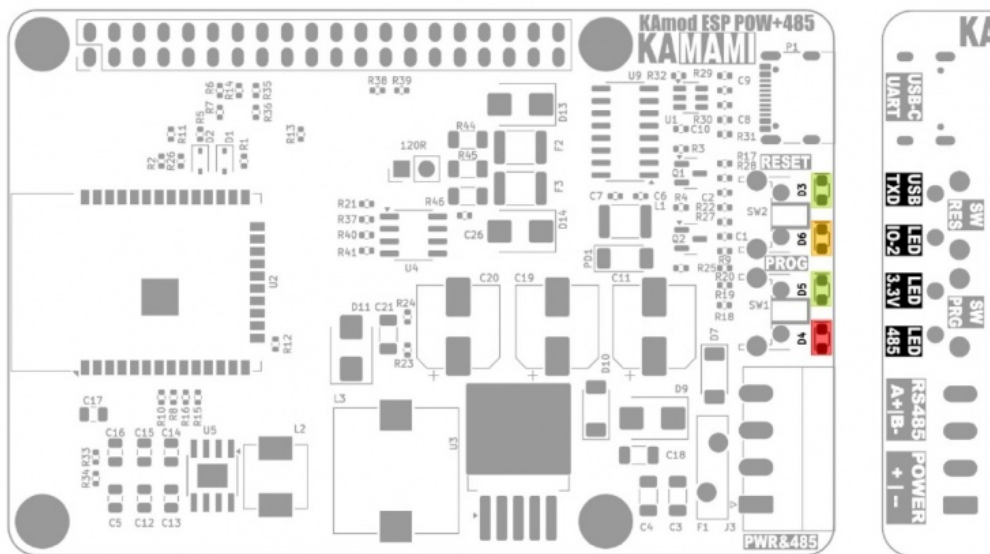 KAmod ESP POW+485
KAMAMI
P1
R38 R39
U9 R32 R29 C9
R6 R14 R35
R7 R36
D13
R5 R13
R11
R44
F2
U1 R30 C8
C10 R31
R2 R26 D2 D1 R1
120R
R45
R3
R17
R28
RESET
Q1
F3
D3
R21
R46
C7 C6
L1
R4 C2
R22
R27
SW2
R37
R40
R41
C26
D14
U4
Q2
C1
D6
PD1
R9
R25
R20
PROG
R19
R18
SW1
D5
D4
U2
C20 C19 C11
D11 C21 R24
R12
R23
D7
D10
D9
C17
R10 R8 R16 R15
L3
U3
C16 C15 C14 U5 L2
R33
R34
C18
C5 C12 C13
C4 C3 F1 J3
PWR&485
KA
USB-C
UART
USB
TXD
SW
RES
LED
IO-2
LED
3.3V
SW
PRG
LED
485
RS485
A+|B-
POWER
+ | -